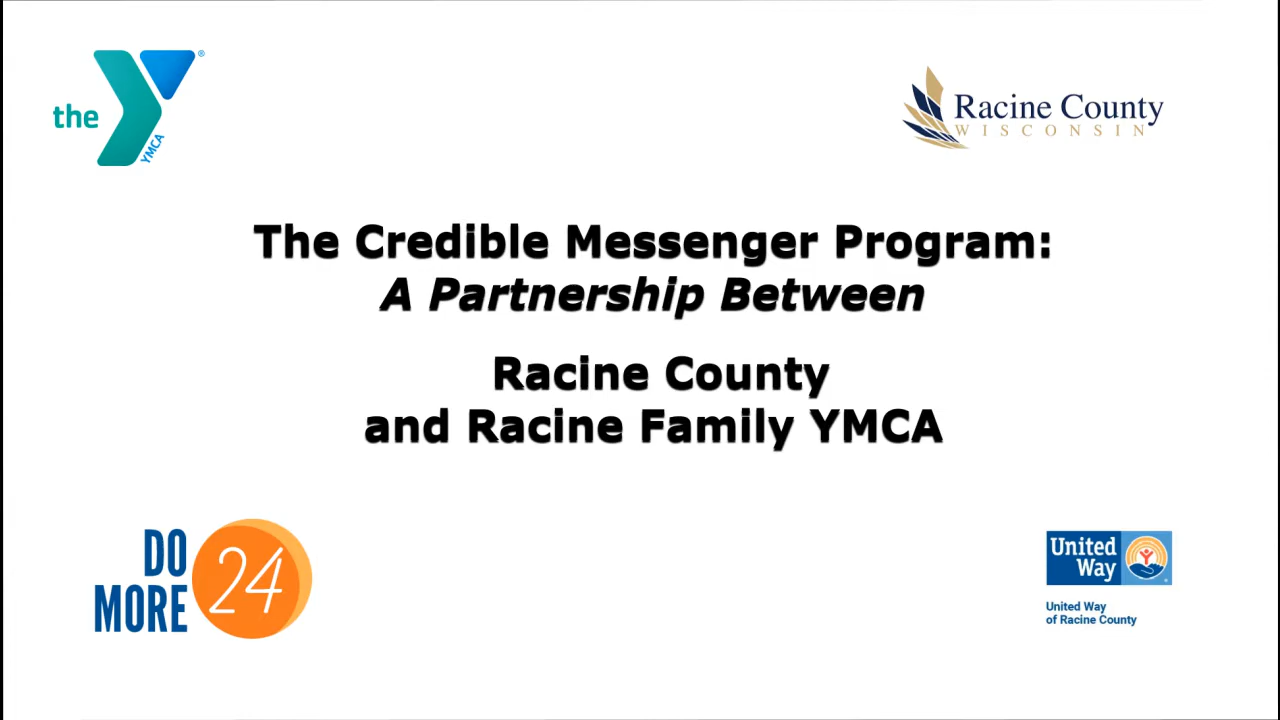 the
YMCA
®
Racine County
WISCONSIN
The Credible Messenger Program:
A Partnership Between
Racine County
and Racine Family YMCA
DO
MORE
24
United
Way
United Way
of Racine County